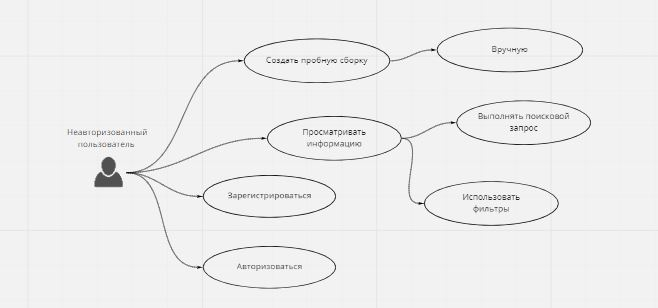 Создать пробную сборку
Вручную
Неавторизованный
пользователь
Просматривать
информацию
Выполнять поисковой
запрос
Зарегистрироваться
Использовать
фильтры
Авторизоваться